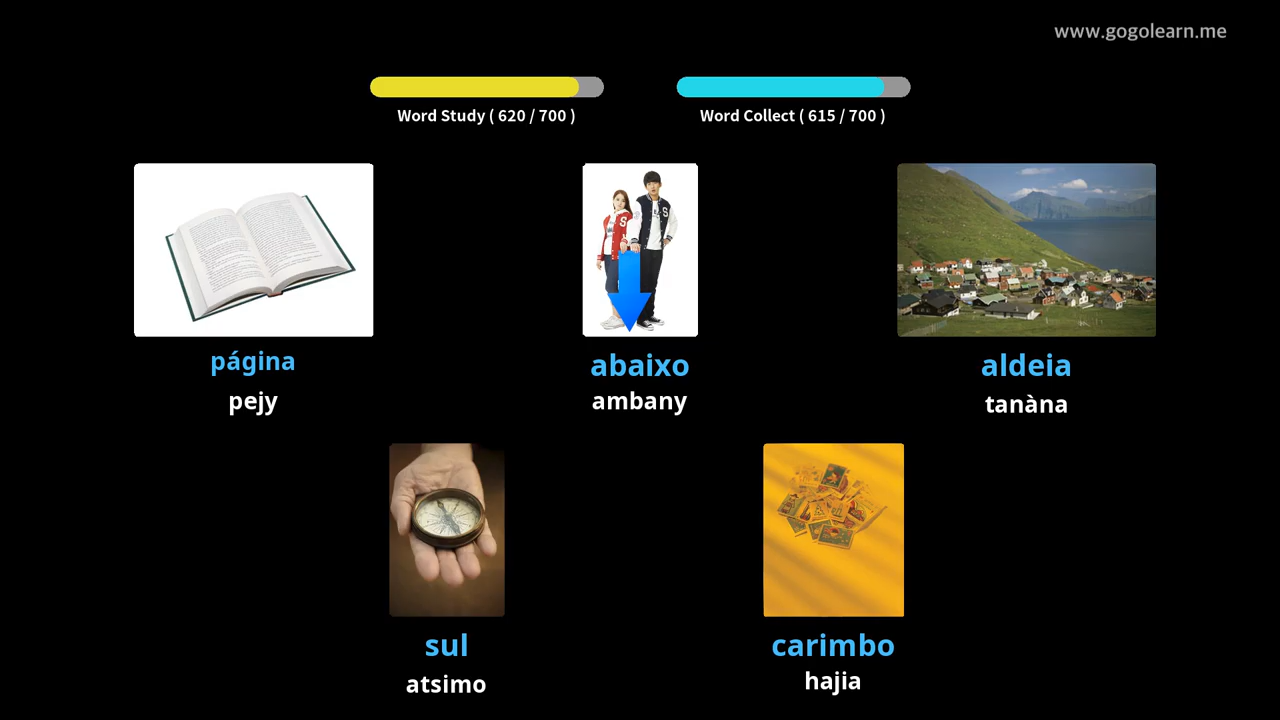 www.gogolearn.me
Word Study ( 620 / 700 )
Word Collect ( 615 / 700 )
página
pejy
abaixo
ambany
aldeia
tanàna
sul
atsimo
carimbo
hajia